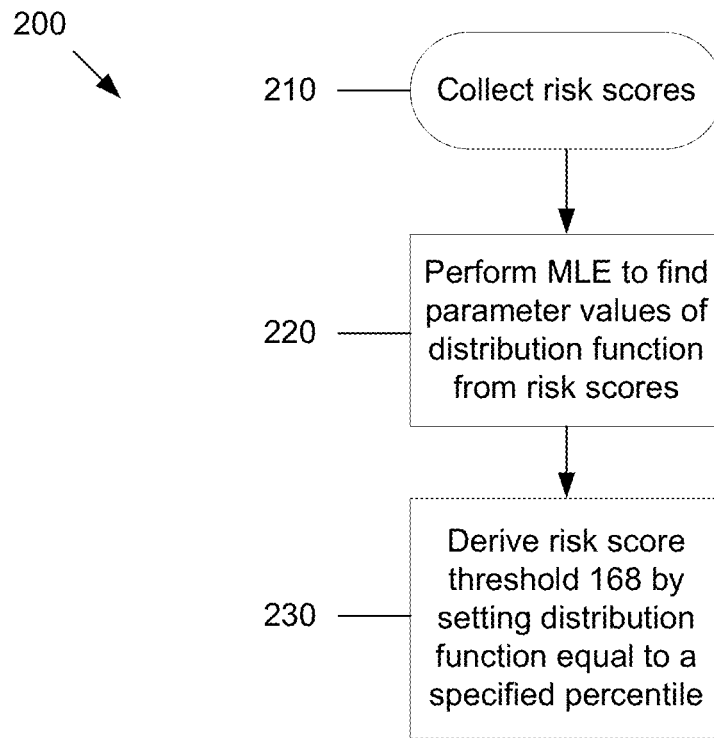 200
210
Collect risk scores
220
Perform MLE to find
parameter values of
distribution function
from risk scores
230
Derive risk score
threshold 168 by
setting distribution
function equal to a
specified percentile